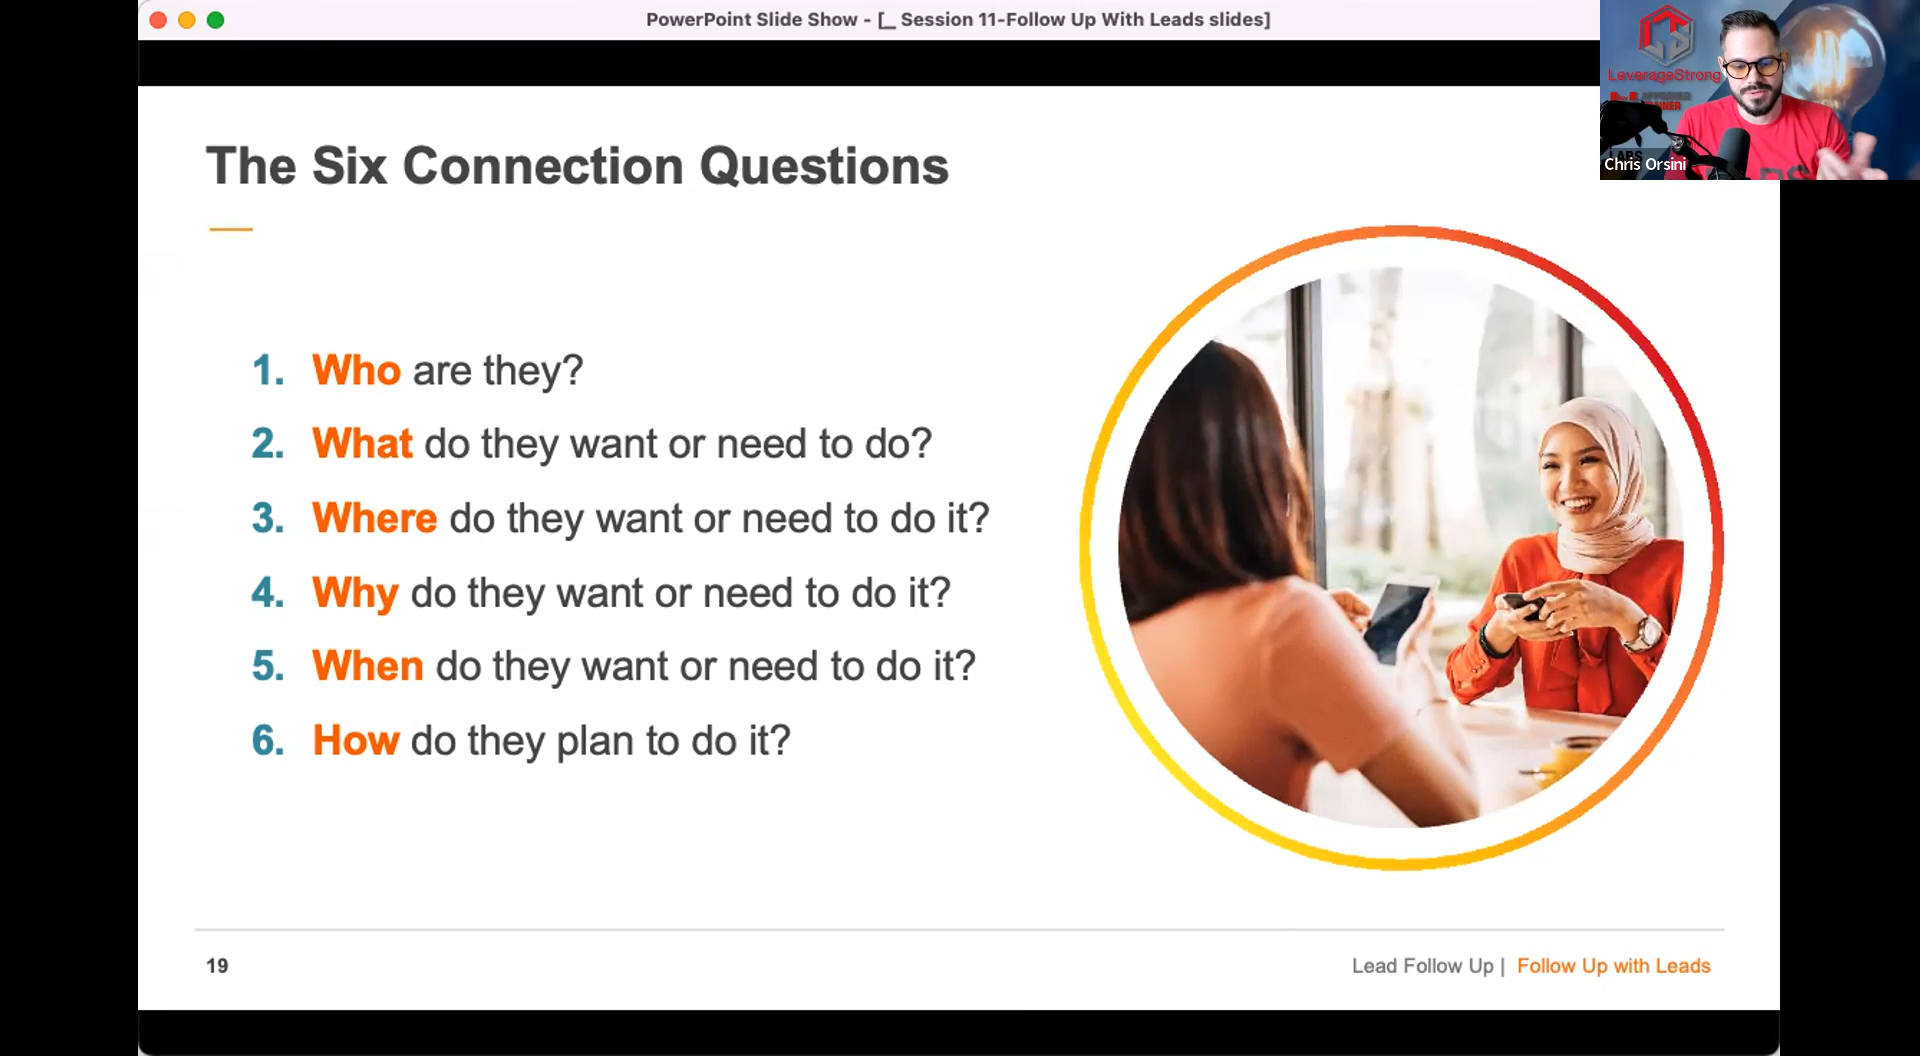 PowerPoint Slide Show - [_ Session 11-Follow Up With Leads slides]
LeverageStrong
Chris Orsini
The Six Connection Questions
1. Who are they?
2. What do they want or need to do?
3. Where do they want or need to do it?
4. Why do they want or need to do it?
5. When do they want or need to do it?
6. How do they plan to do it?
19
Lead Follow Up | Follow Up with Leads